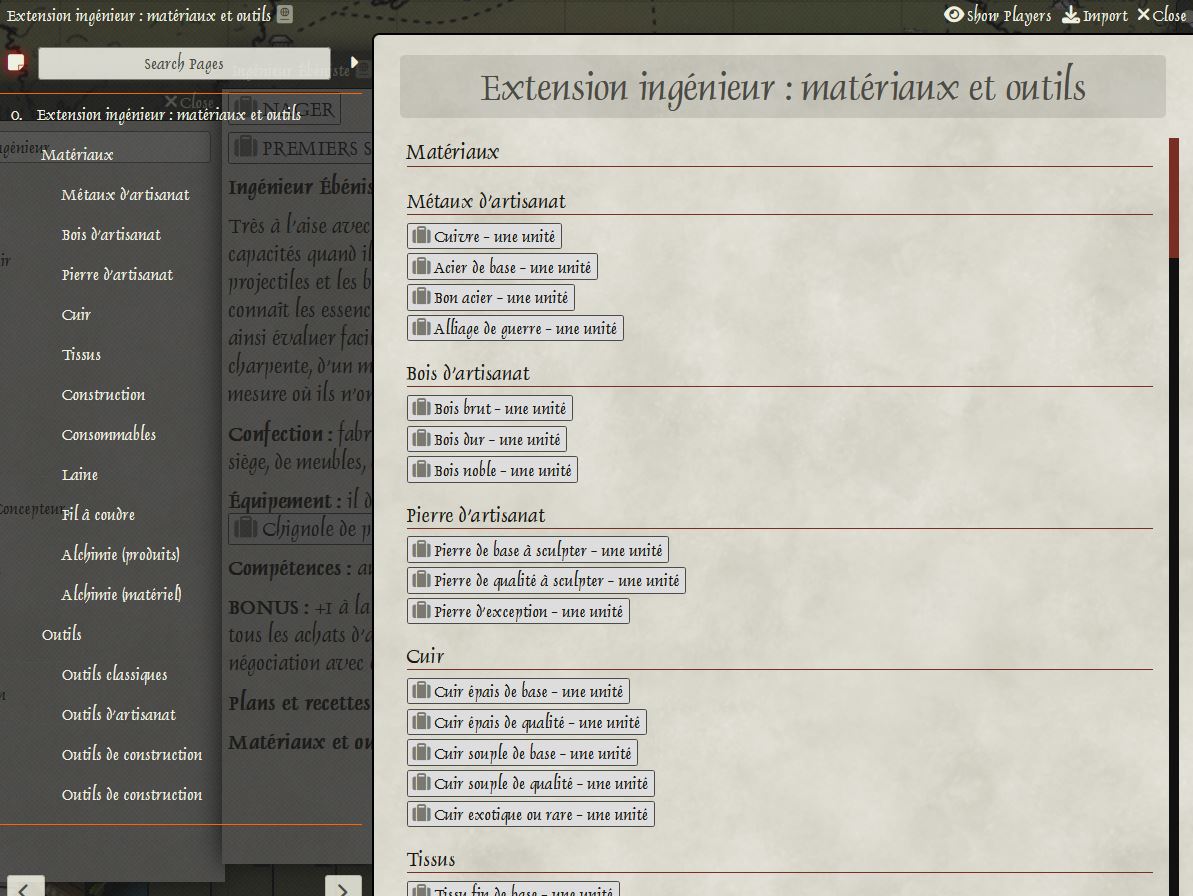 Extension ingénieur : matériaux et outils
Show Players Import Close
Search Pages
Close
0. Extension ingénieur : matériaux et outils
Matériaux
Métaux d'artisanat
Bois d'artisanat
Pierre d'artisanat
Cuir
Tissus
Construction
Consommables
Laine
Fil à coudre
Alchimie (produits)
Alchimie (matériel)
Outils
Outils classiques
Outils d'artisanat
Outils de construction
Outils de construction
Concepteur
PREMIERS S
Ingénieur Ébénis
Très à l'aise avec
capacités quand il
projectiles et les b
connaît les essenc
ainsi évaluer faci
charpente, d'un m
mesure où ils n'on
Confection : fabr
siège, de meubles,
Équipement : il d
Chignole de p
Compétences : au
BONUS : +1 à la
tous les achats d'a
négociation avec
Plans et recettes
Matériaux et ou
Extension ingénieur : matériaux et outils
Matériaux
Métaux d'artisanat
Cuivre - une unité
Acier de base - une unité
Bon acier - une unité
Alliage de guerre - une unité
Bois d'artisanat
Bois brut - une unité
Bois dur - une unité
Bois noble - une unité
Pierre d'artisanat
Pierre de base à sculpter - une unité
Pierre de qualité à sculpter - une unité
Pierre d'exception - une unité
Cuir
Cuir épais de base - une unité
Cuir épais de qualité - une unité
Cuir souple de base - une unité
Cuir souple de qualité - une unité
Cuir exotique ou rare - une unité
Tissus
Tissu fin de base - une unité